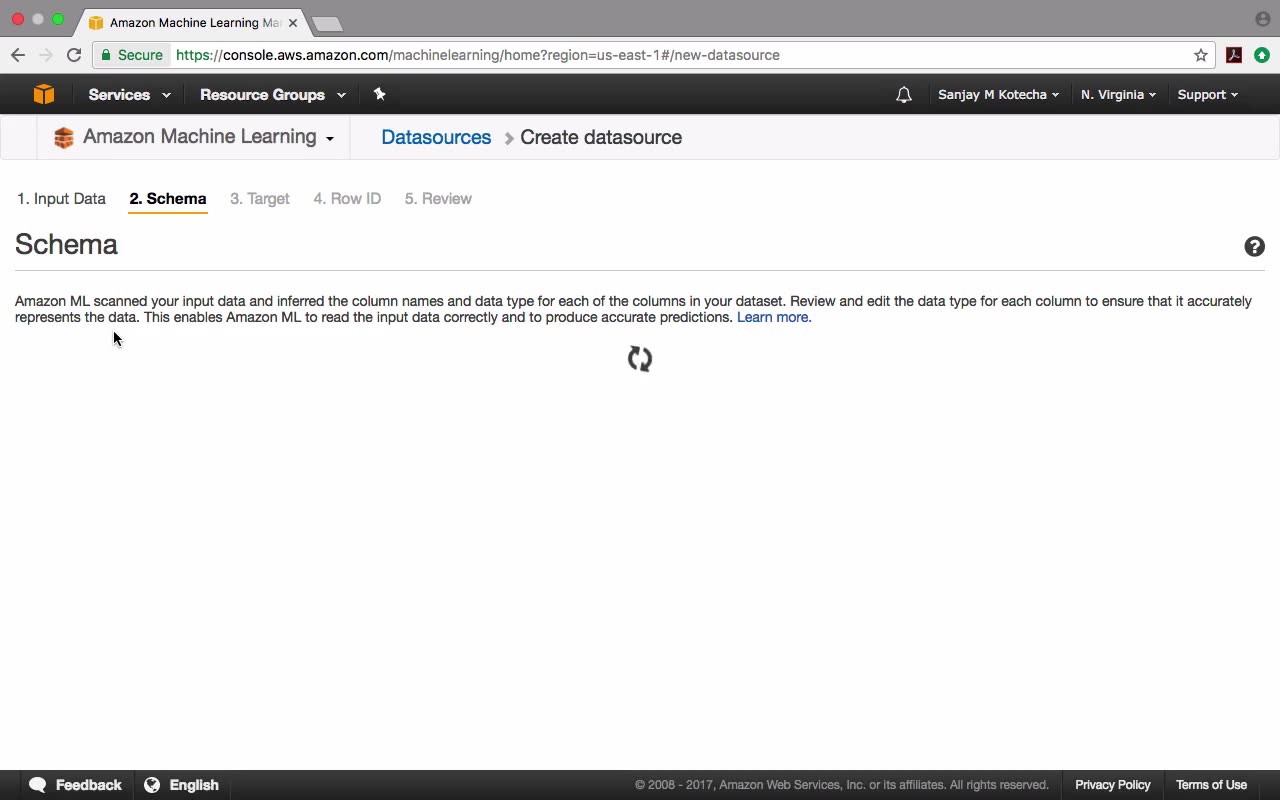 Amazon Machine Learning Ma
Secure https://console.aws.amazon.com/machinelearning/home?region=us-east-1#/new-datasource
Services Resource Groups Sanjay M Kotecha N. Virginia Support
Amazon Machine Learning Datasources Create datasource
1. Input Data 2. Schema 3. Target 4. Row ID 5. Review
Schema
Amazon ML scanned your input data and inferred the column names and data type for each of the columns in your dataset. Review and edit the data type for each column to ensure that it accurately
represents the data. This enables Amazon ML to read the input data correctly and to produce accurate predictions. Learn more.
Feedback English © 2008 - 2017, Amazon Web Services, Inc. or its affiliates. All rights reserved. Privacy Policy Terms of Use